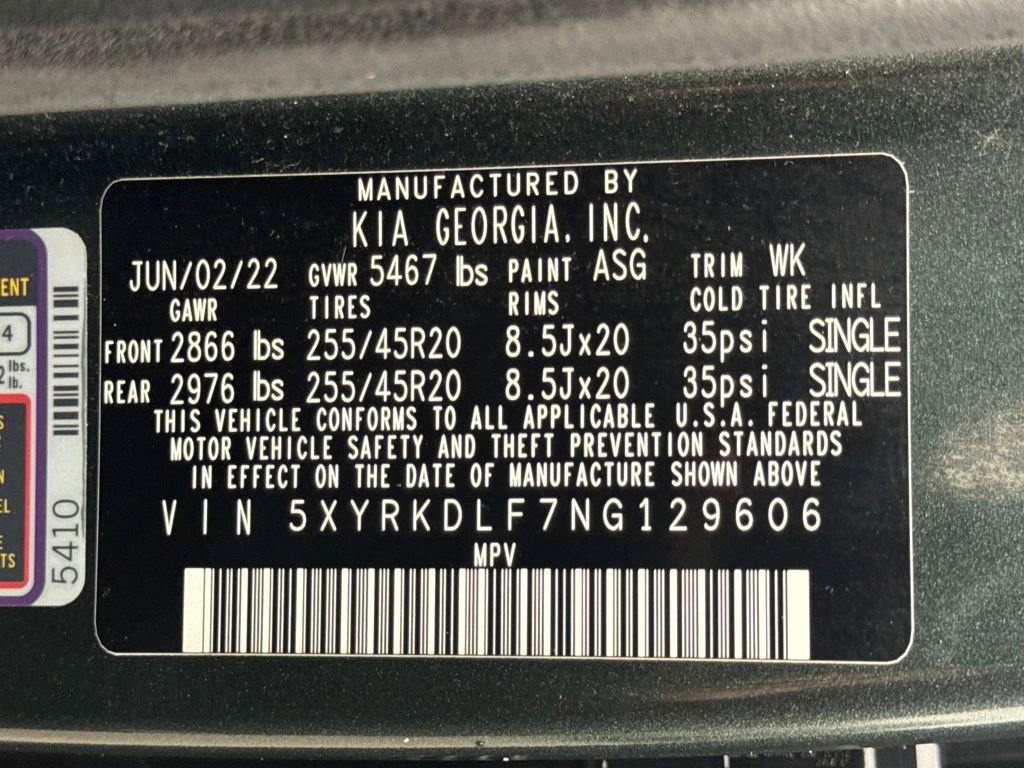 MANUFACTURED BY
KIA GEORGIA, INC.
JUN/02/22 GVWR 5467 lbs PAINT ASG TRIM WK
GAWR TIRES RIMS COLD TIRE INFL
FRONT 2866 lbs 255/45R20 8.5Jx20 35psi SINGLE
REAR 2976 lbs 255/45R20 8.5Jx20 35psi SINGLE
THIS VEHICLE CONFORMS TO ALL APPLICABLE U.S.A. FEDERAL
MOTOR VEHICLE SAFETY AND THEFT PREVENTION STANDARDS
IN EFFECT ON THE DATE OF MANUFACTURE SHOWN ABOVE
VIN 5XYRKDLF7NG129606
MPV
4
lbs.
lb.
5410